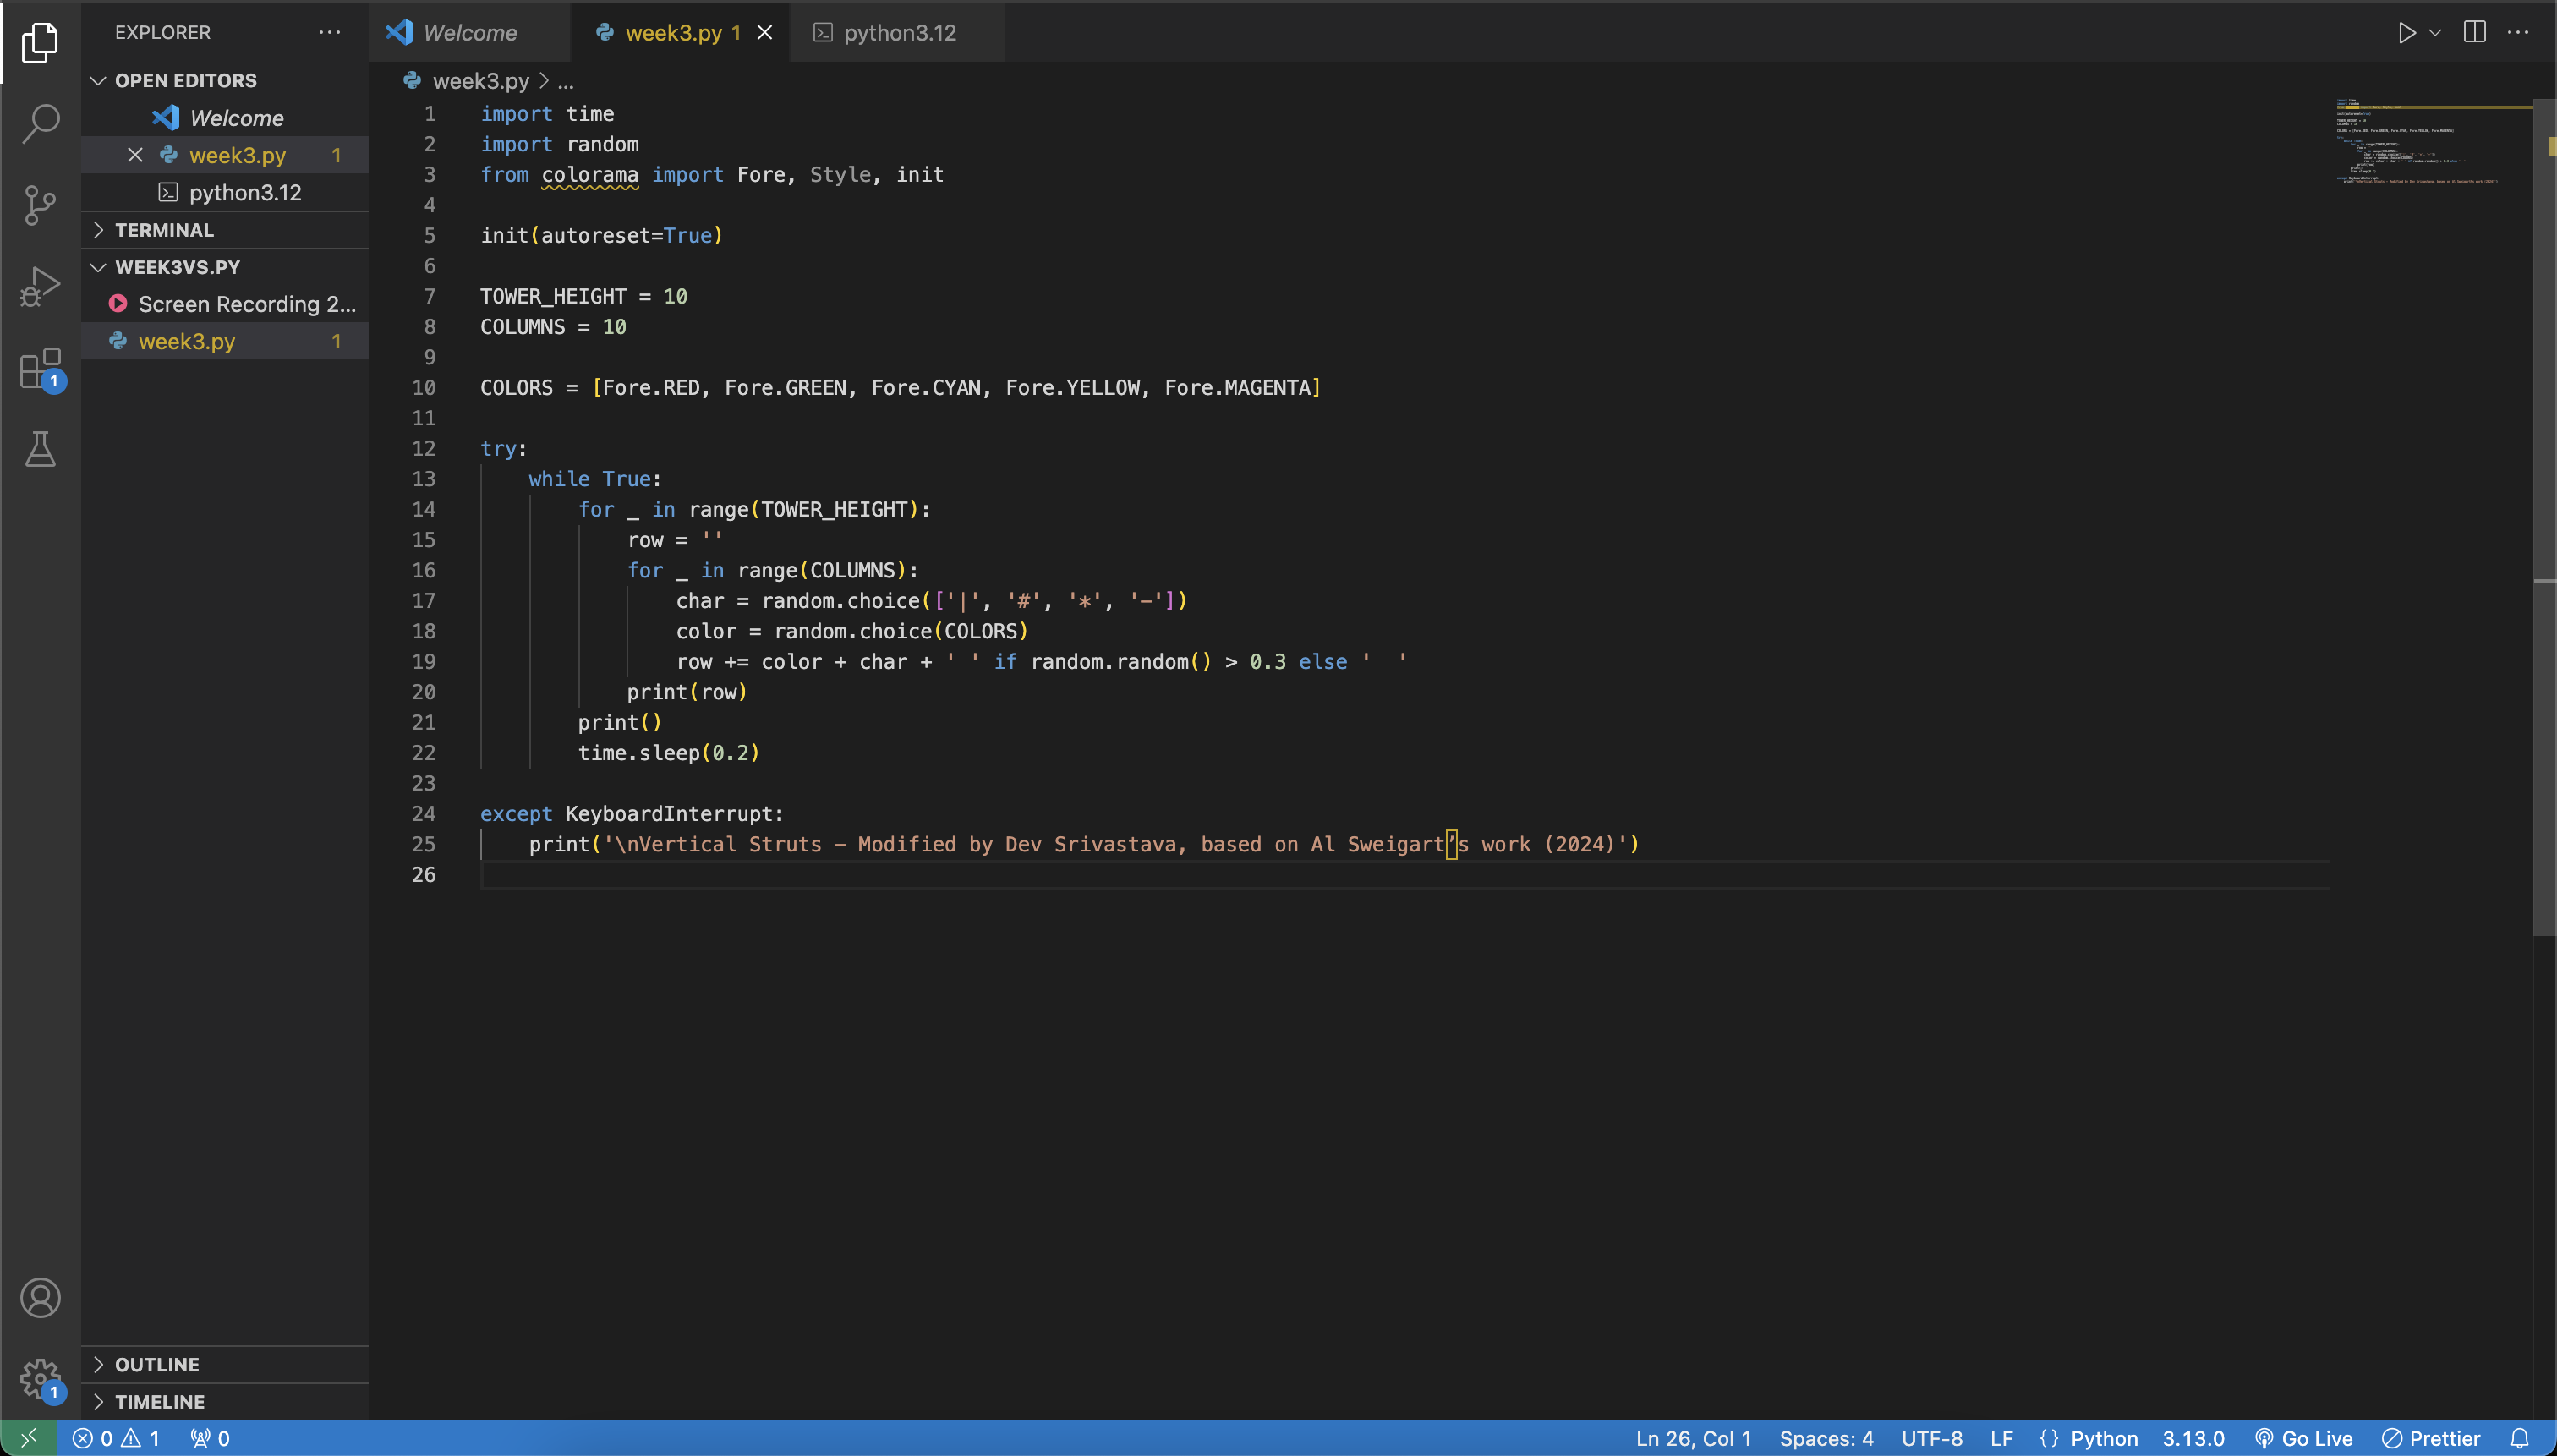 EXPLORER
OPEN EDITORS
Welcome
week3.py 1
python3.12
TERMINAL
WEEK3VS.PY
Screen Recording 2...
week3.py 1
OUTLINE
TIMELINE
1
1
Welcome week3.py 1 python3.12
week3.py > ...
1 import time
2 import random
3 from colorama import Fore, Style, init
4
5 init(autoreset=True)
6
7 TOWER_HEIGHT = 10
8 COLUMNS = 10
9
10 COLORS = [Fore.RED, Fore.GREEN, Fore.CYAN, Fore.YELLOW, Fore.MAGENTA]
11
12 try:
13     while True:
14         for _ in range(TOWER_HEIGHT):
15             row = ''
16             for _ in range(COLUMNS):
17                 char = random.choice(['|', '#', '*', '-'])
18                 color = random.choice(COLORS)
19                 row += color + char + ' ' if random.random() > 0.3 else '  '
20             print(row)
21         print()
22         time.sleep(0.2)
23
24 except KeyboardInterrupt:
25     print('\nVertical Struts - Modified by Dev Srivastava, based on Al Sweigart’s work (2024)')
26
0 1 0 Ln 26, Col 1 Spaces: 4 UTF-8 LF {} Python 3.13.0 Go Live Prettier